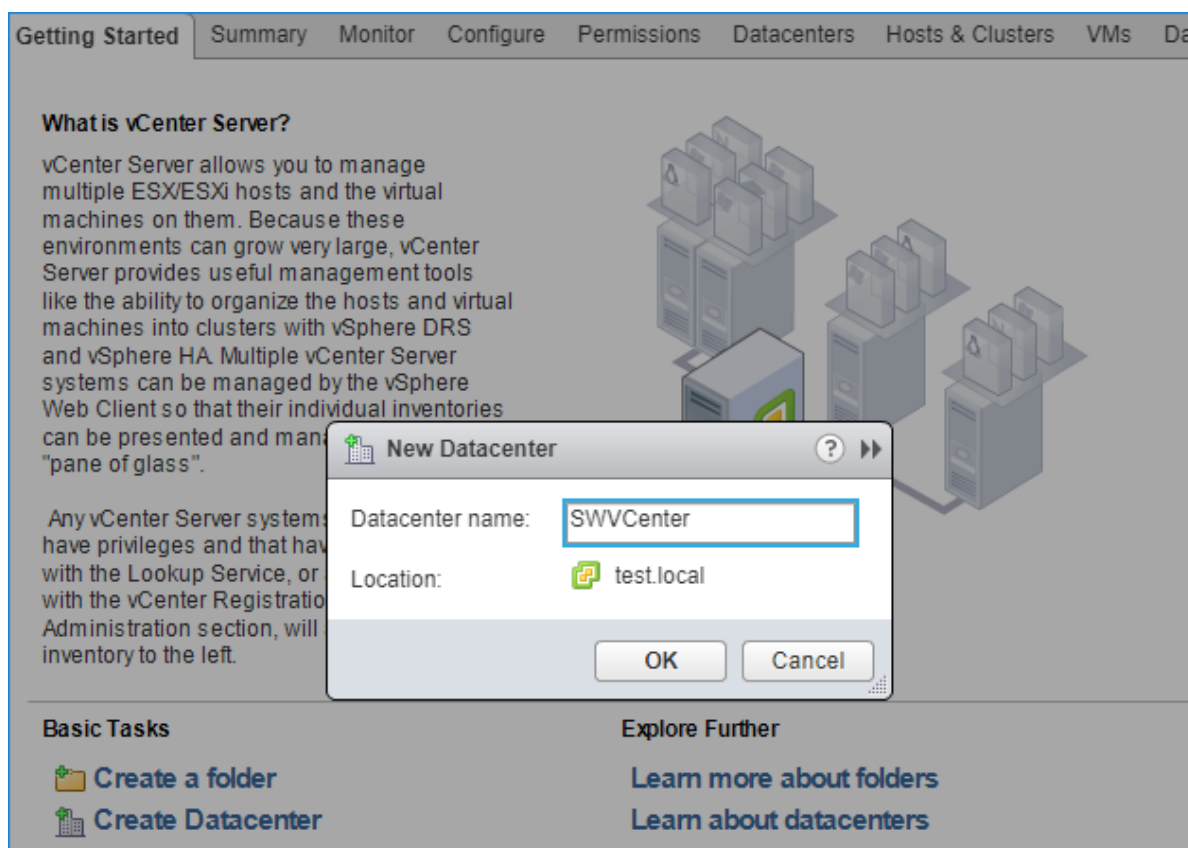 Getting Started Summary Monitor Configure Permissions Datacenters Hosts & Clusters VMs
What is vCenter Server?
vCenter Server allows you to manage
multiple ESX/ESXi hosts and the virtual
machines on them. Because these
environments can grow very large, vCenter
Server provides useful management tools
like the ability to organize the hosts and virtual
machines into clusters with vSphere DRS
and vSphere HA. Multiple vCenter Server
systems can be managed by the vSphere
Web Client so that their individual inventories
can be presented and
"pane of glass".
Any vCenter Server systems
have privileges and that
with the Lookup Service, or
with the vCenter
Administration section, will
inventory to the left.
New Datacenter
Datacenter name: SWVCenter
Location: test.local
OK Cancel
Basic Tasks
Create a folder
Create Datacenter
Explore Further
Learn more about folders
Learn about datacenters